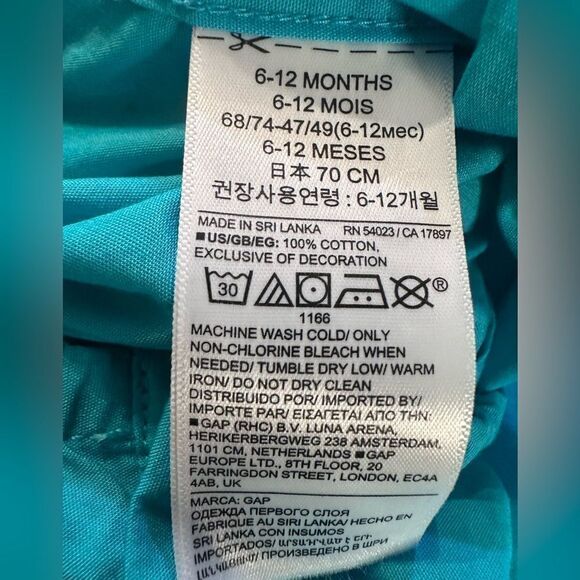 6-12 MONTHS
6-12 MOIS
68/74-47/49(6-12мес)
6-12 MESES
日本 70 CM
권장사용연령 : 6-12개월
MADE IN SRI LANKA RN 54023 / CA 17897
■US/GB/EG: 100% COTTON,
EXCLUSIVE OF DECORATION
30 ®
1166
MACHINE WASH COLD/ ONLY
NON-CHLORINE BLEACH WHEN
NEEDED/ TUMBLE DRY LOW/ WARM
IRON/ DO NOT DRY CLEAN
DISTRIBUIDO POR/ IMPORTED BY/
IMPORTE PAR/ ΕΙΣΑΓΕΤΑΙ ΑΠΟ ΤΗΝ:
■GAP (RHC) B.V. LUNA ARENA,
HERIKERBERGWEG 238 AMSTERDAM,
1101 CM, NETHERLANDS ■GAP
EUROPE LTD., 8TH FLOOR, 20
FARRINGDON STREET, LONDON, EC4A
4AB, UK
MARCA: GAP
ОДЕЖДА ПЕРВОГО СЛОЯ
FABRIQUE AU SIRI LANKA/ HECHO EN
SRI LANKA CON INSUMOS
IMPORTADOS/ ԱՐՏԱԴՐՎԱԾ Է ՇՐԻ
ԼԱՆԿԱՅՈՒՄ/ ПРОИЗВЕДЕНО В ШРИ